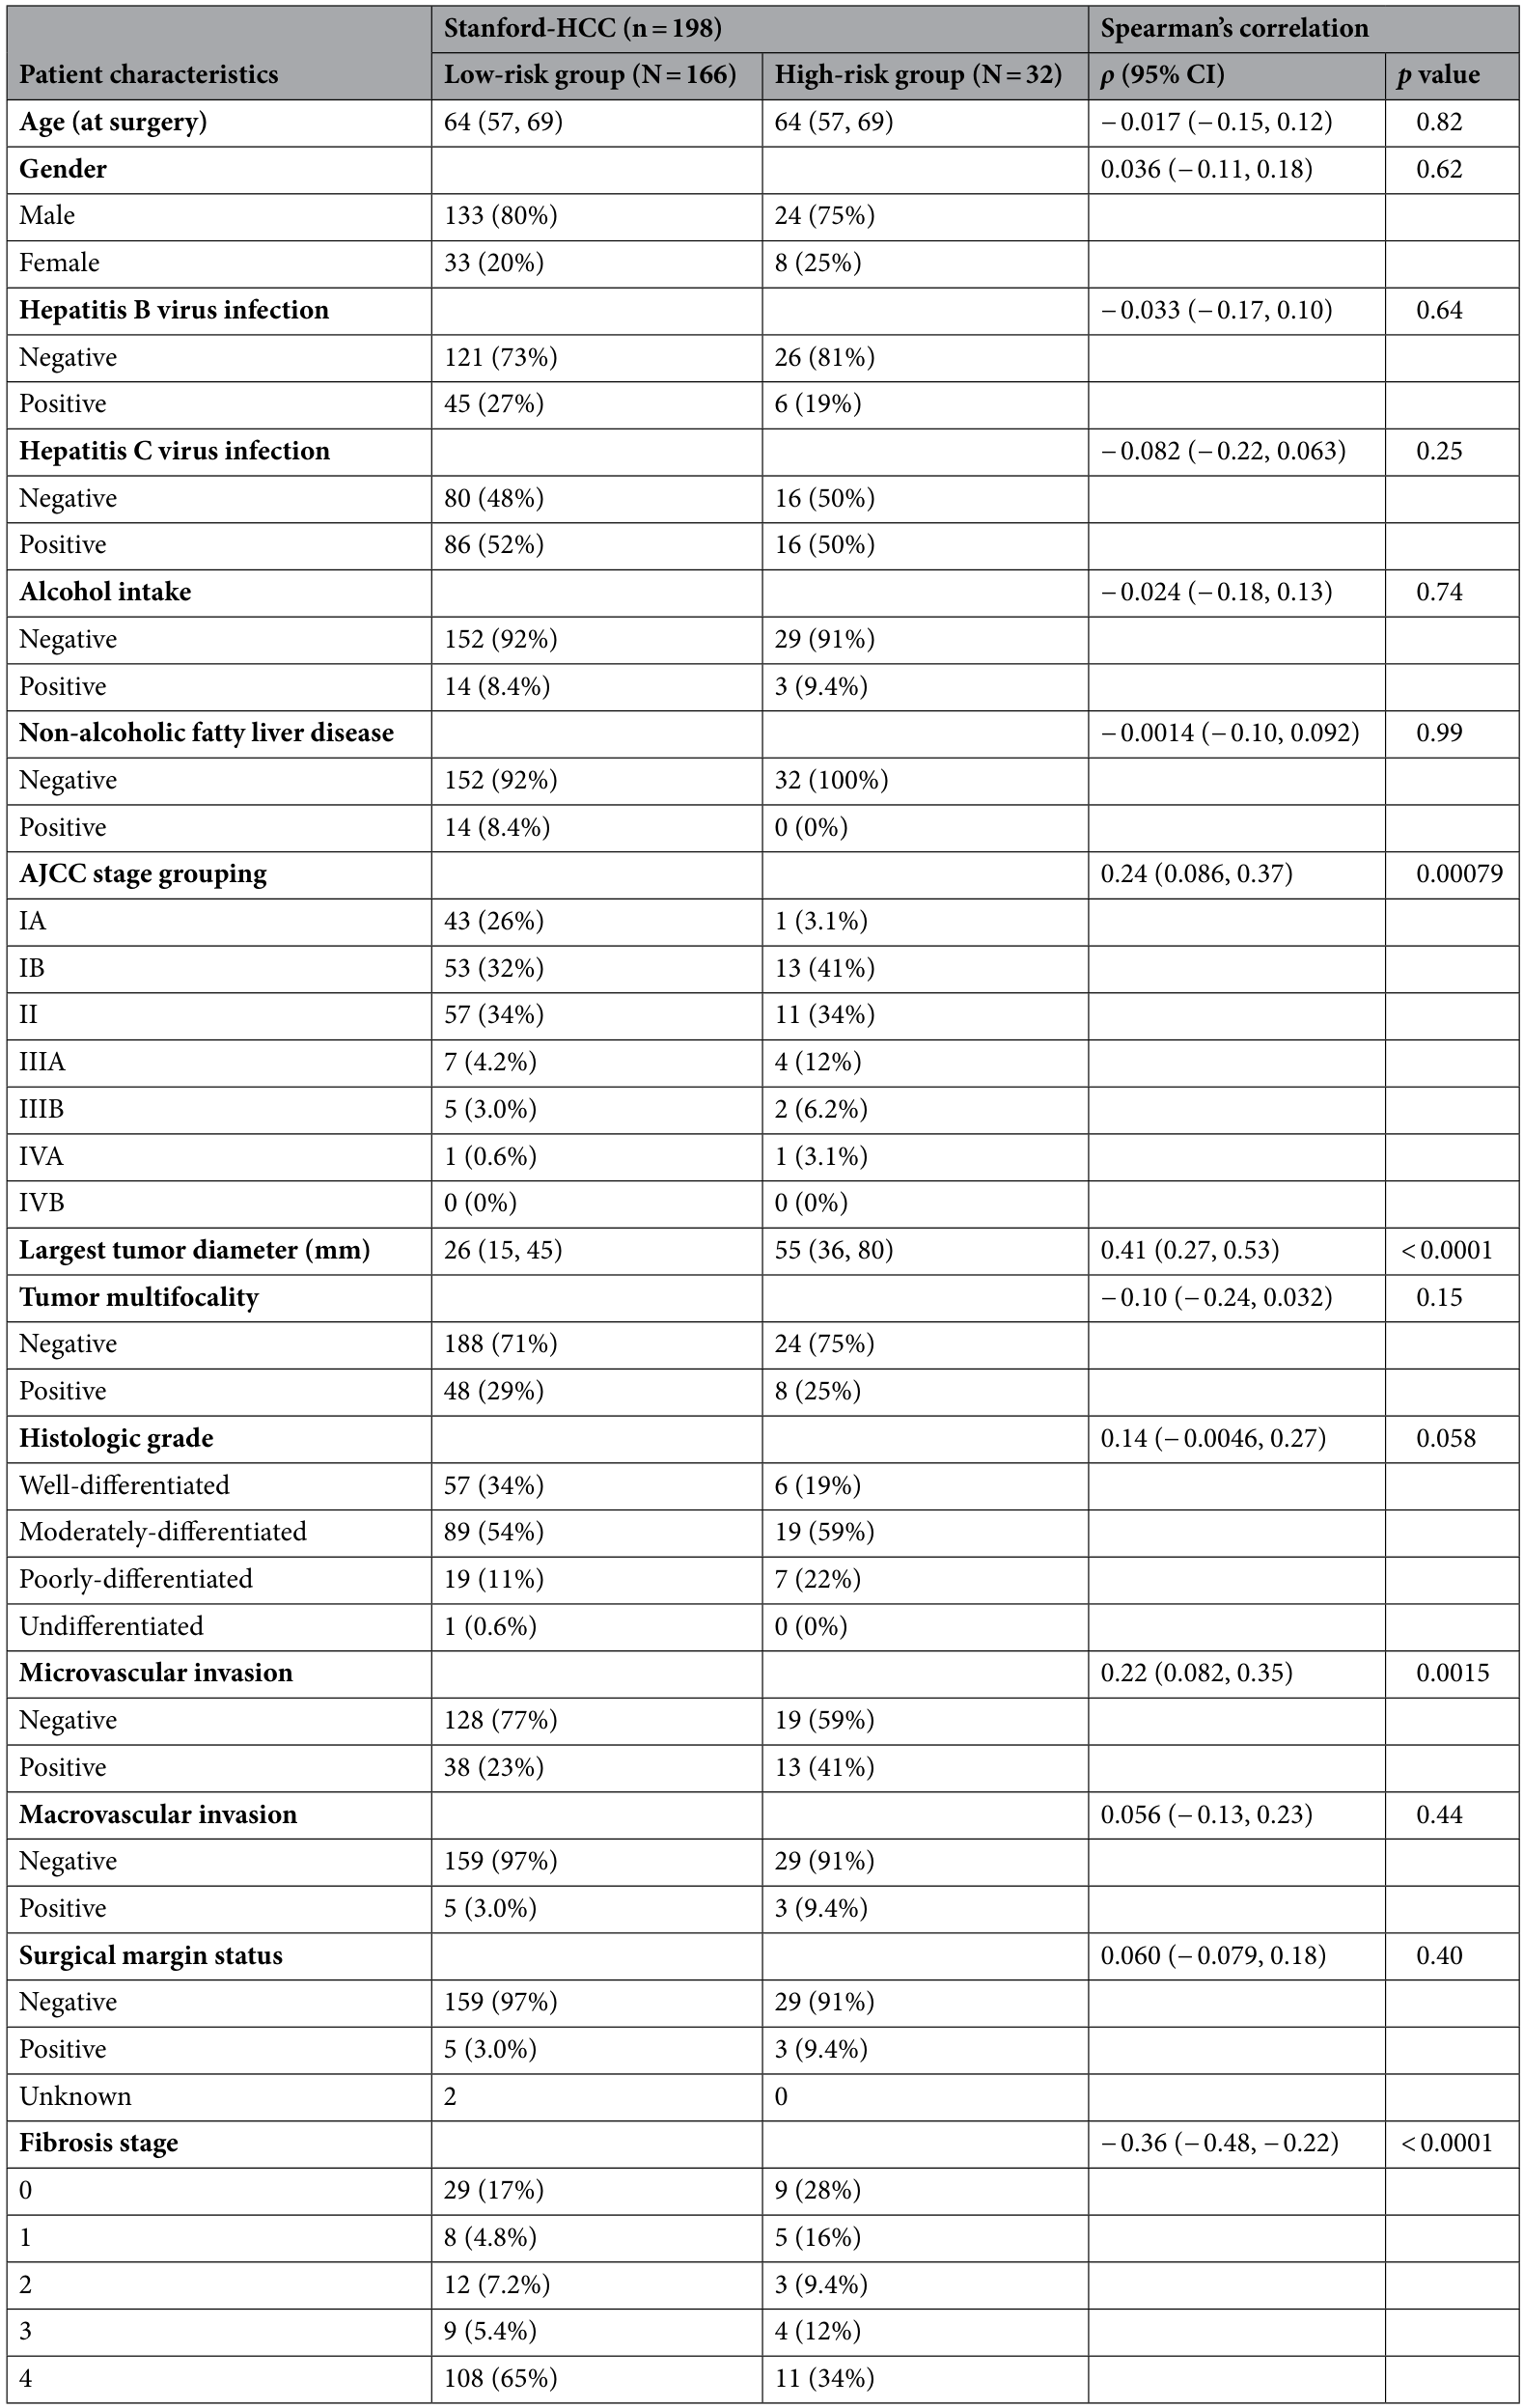 Stanford-HCC (n = 198) Spearman's correlation
Patient characteristics Low-risk group (N = 166) High-risk group (N = 32) ρ (95% CI) p value
Age (at surgery) 64 (57, 69) 64 (57, 69) − 0.017 (− 0.15, 0.12) 0.82
Gender 0.036 (− 0.11, 0.18) 0.62
Male 133 (80%) 24 (75%)
Female 33 (20%) 8 (25%)
Hepatitis B virus infection − 0.033 (− 0.17, 0.10) 0.64
Negative 121 (73%) 26 (81%)
Positive 45 (27%) 6 (19%)
Hepatitis C virus infection − 0.082 (− 0.22, 0.063) 0.25
Negative 80 (48%) 16 (50%)
Positive 86 (52%) 16 (50%)
Alcohol intake − 0.024 (− 0.18, 0.13) 0.74
Negative 152 (92%) 29 (91%)
Positive 14 (8.4%) 3 (9.4%)
Non-alcoholic fatty liver disease − 0.0014 (− 0.10, 0.092) 0.99
Negative 152 (92%) 32 (100%)
Positive 14 (8.4%) 0 (0%)
AJCC stage grouping 0.24 (0.086, 0.37) 0.00079
IA 43 (26%) 1 (3.1%)
IB 53 (32%) 13 (41%)
II 57 (34%) 11 (34%)
IIIA 7 (4.2%) 4 (12%)
IIIB 5 (3.0%) 2 (6.2%)
IVA 1 (0.6%) 1 (3.1%)
IVB 0 (0%) 0 (0%)
Largest tumor diameter (mm) 26 (15, 45) 55 (36, 80) 0.41 (0.27, 0.53) < 0.0001
Tumor multifocality − 0.10 (− 0.24, 0.032) 0.15
Negative 188 (71%) 24 (75%)
Positive 48 (29%) 8 (25%)
Histologic grade 0.14 (− 0.0046, 0.27) 0.058
Well-differentiated 57 (34%) 6 (19%)
Moderately-differentiated 89 (54%) 19 (59%)
Poorly-differentiated 19 (11%) 7 (22%)
Undifferentiated 1 (0.6%) 0 (0%)
Microvascular invasion 0.22 (0.082, 0.35) 0.0015
Negative 128 (77%) 19 (59%)
Positive 38 (23%) 13 (41%)
Macrovascular invasion 0.056 (− 0.13, 0.23) 0.44
Negative 159 (97%) 29 (91%)
Positive 5 (3.0%) 3 (9.4%)
Surgical margin status 0.060 (− 0.079, 0.18) 0.40
Negative 159 (97%) 29 (91%)
Positive 5 (3.0%) 3 (9.4%)
Unknown 2 0
Fibrosis stage − 0.36 (− 0.48, − 0.22) < 0.0001
0 29 (17%) 9 (28%)
1 8 (4.8%) 5 (16%)
2 12 (7.2%) 3 (9.4%)
3 9 (5.4%) 4 (12%)
4 108 (65%) 11 (34%)